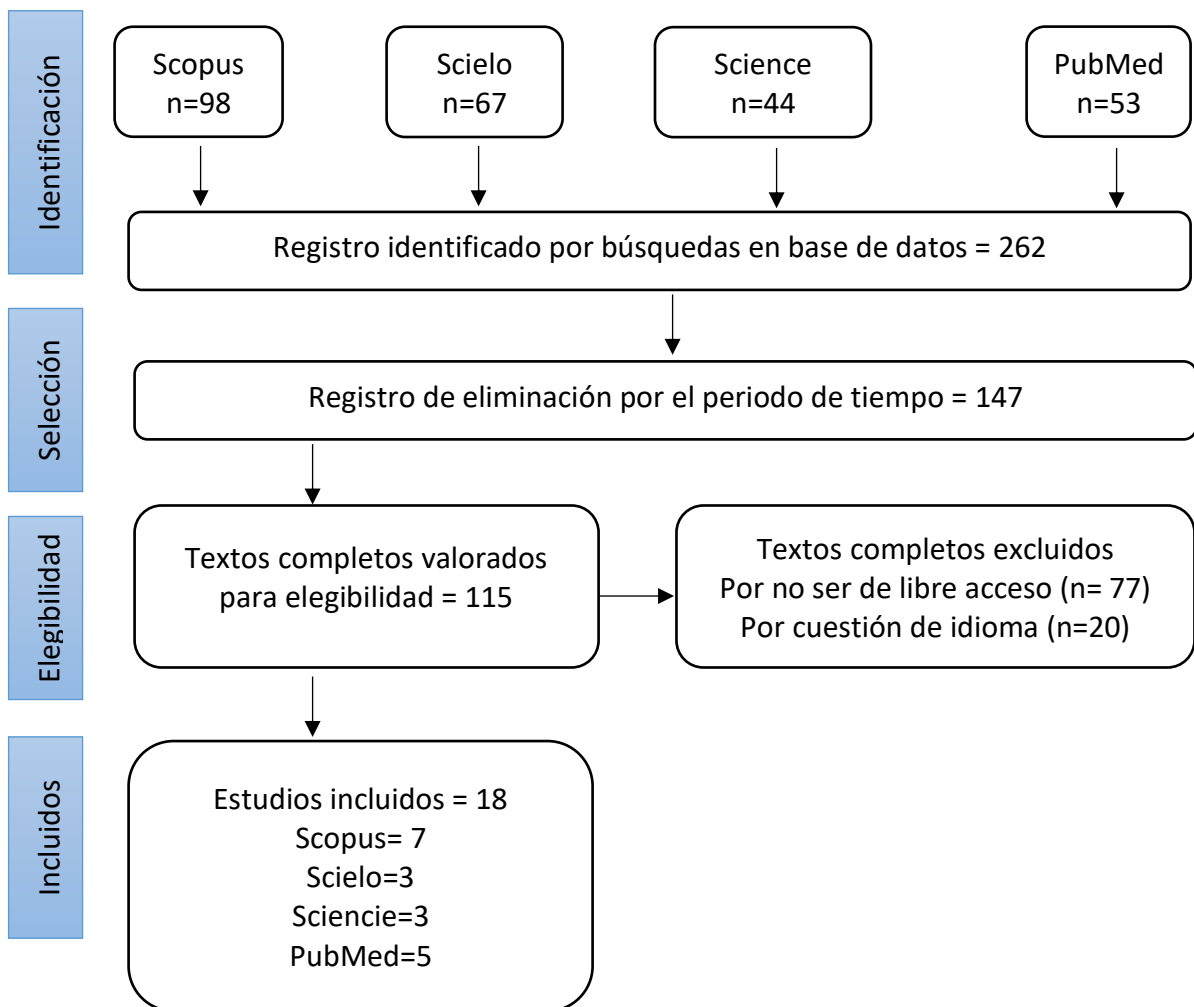 Identificación
Scopus
n=98
Scielo
n=67
Science
n=44
PubMed
n=53
Registro identificado por búsquedas en base de datos = 262
Selección
Registro de eliminación por el periodo de tiempo = 147
Elegibilidad
Textos completos valorados
para elegibilidad = 115
Textos completos excluidos
Por no ser de libre acceso (n= 77)
Por cuestión de idioma (n=20)
Incluidos
Estudios incluidos = 18
Scopus= 7
Scielo=3
Sciencie=3
PubMed=5